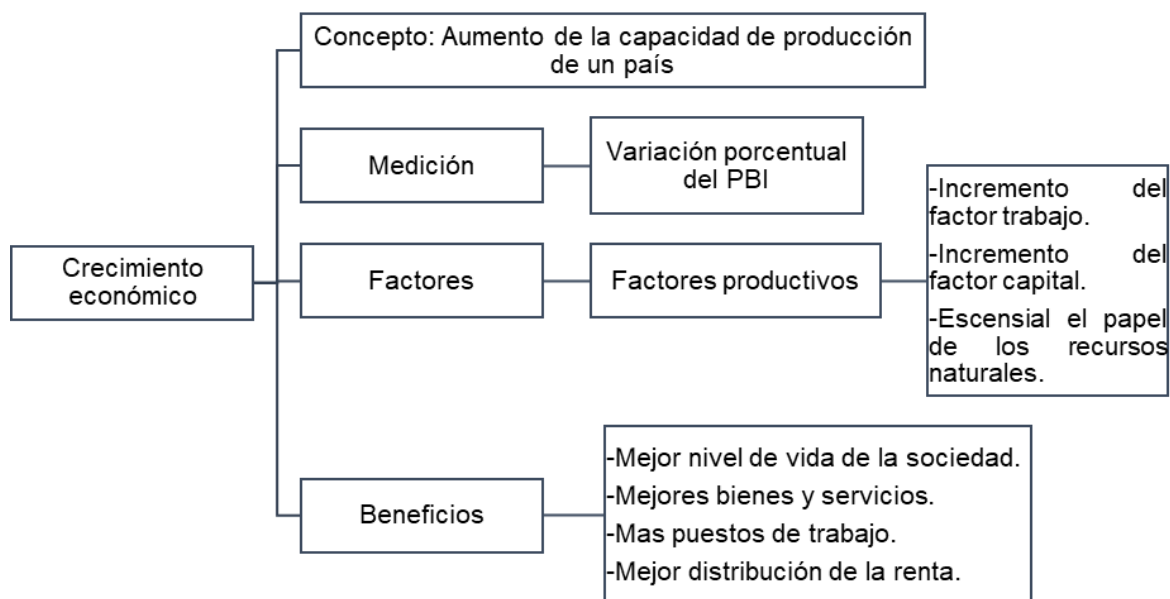 Concepto: Aumento de la capacidad de producción
de un país
Medición
Variación porcentual
del PBI
Crecimiento
económico
Factores
Factores productivos
-Incremento del
factor trabajo.
-Incremento del
factor capital.
-Escensial el papel
de los recursos
naturales.
Beneficios
-Mejor nivel de vida de la sociedad.
-Mejores bienes y servicios.
-Mas puestos de trabajo.
-Mejor distribución de la renta.